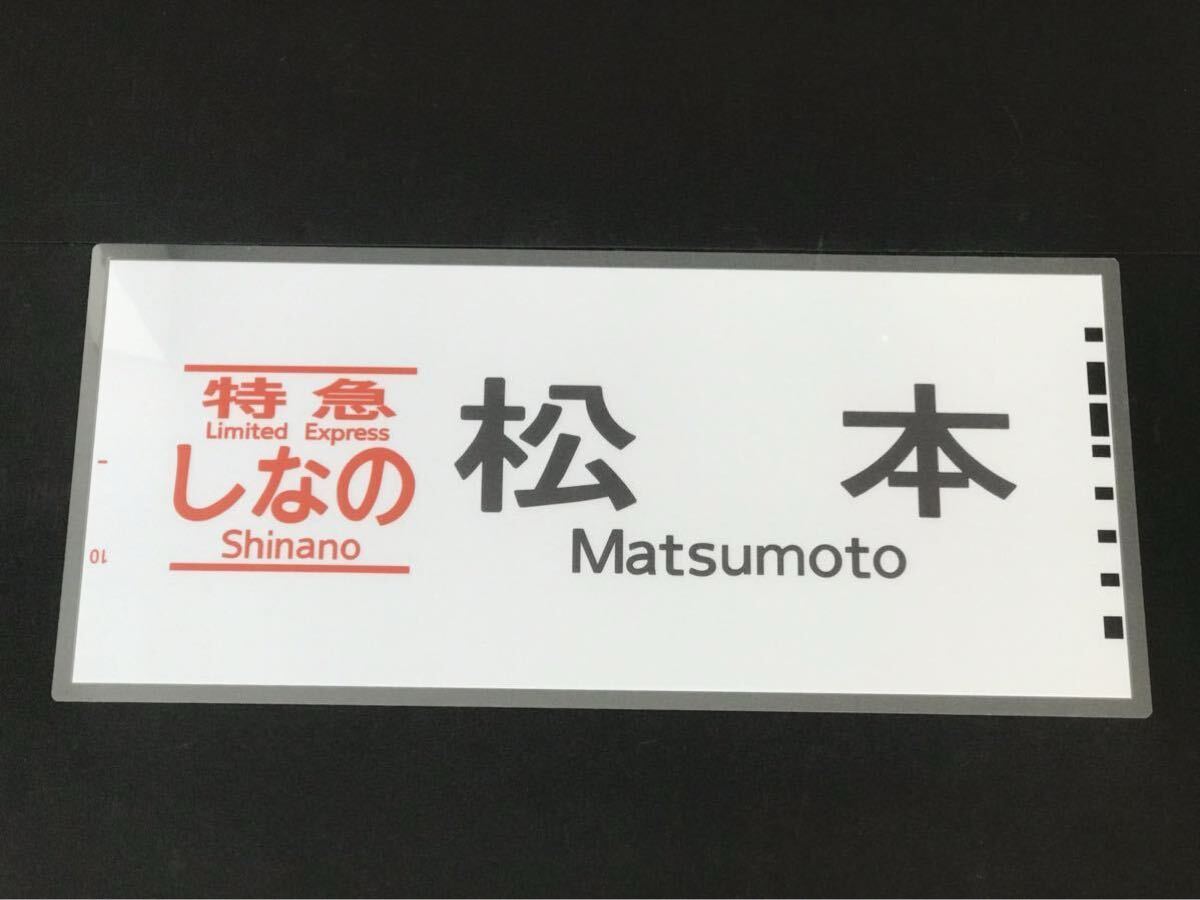 特急
Limited Express
しなの
Shinano
松本
Matsumoto
10